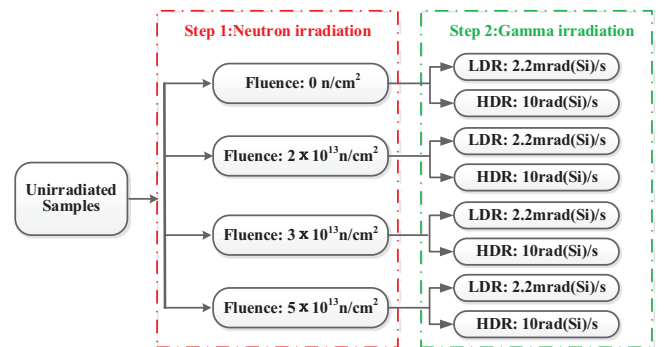 Step 1:Neutron irradiation
Step 2:Gamma irradiation
Unirradiated
Samples
Fluence: 0 n/cm²
LDR: 2.2mrad(Si)/s
HDR: 10rad(Si)/s
Fluence: 2 x 10¹³n/cm²
LDR: 2.2mrad(Si)/s
HDR: 10rad(Si)/s
Fluence: 3 x 10¹³n/cm²
LDR: 2.2mrad(Si)/s
HDR: 10rad(Si)/s
Fluence: 5 x 10¹³n/cm²
LDR: 2.2mrad(Si)/s
HDR: 10rad(Si)/s